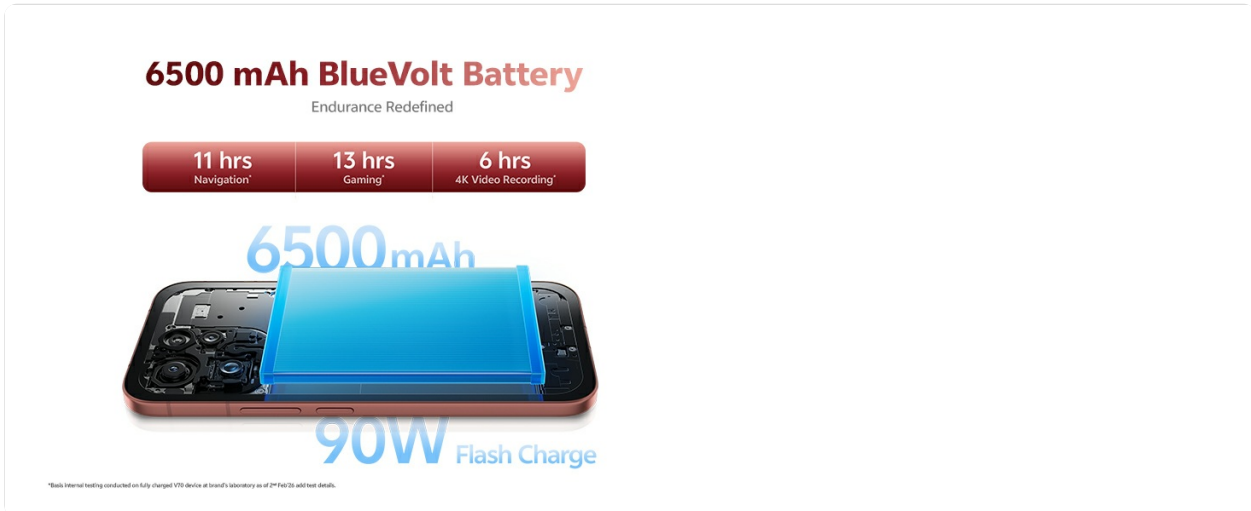 6500 mAh BlueVolt Battery
Endurance Redefined
11 hrs
Navigation*
13 hrs
Gaming*
6 hrs
4K Video Recording*
6500 mAh
90W Flash Charge
*Basis internal testing conducted on fully charged V70 device at brand's laboratory as of 2ⁿᵈ Feb'26 add test details.